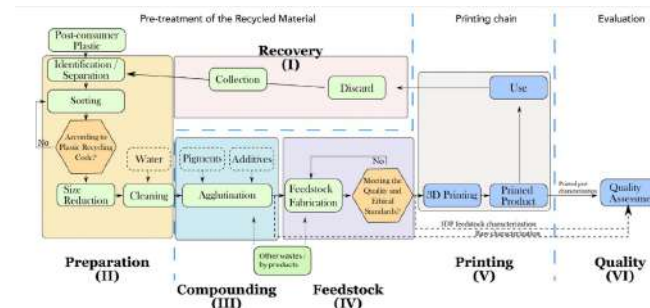 Pre-treatment of the Recycled Material
Printing chain
Evaluation
Post-consumer
Plastic
Identification /
Separation
Sorting
No
According to
Plastic Recycling
Code?
Size
Reduction
Water
Cleaning
Recovery
(I)
Collection
Discard
Use
Pigments
Additives
Agglutination
No
Feedstock
Fabrication
Meeting the
Quality and
Ethical
Standards?
3D Printing
Printed
Product
Printed part
characterization
Quality
Assessment
3DP feedstock characterization
Raw characterization
Other wastes /
by products
Preparation
(II)
Compounding
(III)
Feedstock
(IV)
Printing
(V)
Quality
(VI)